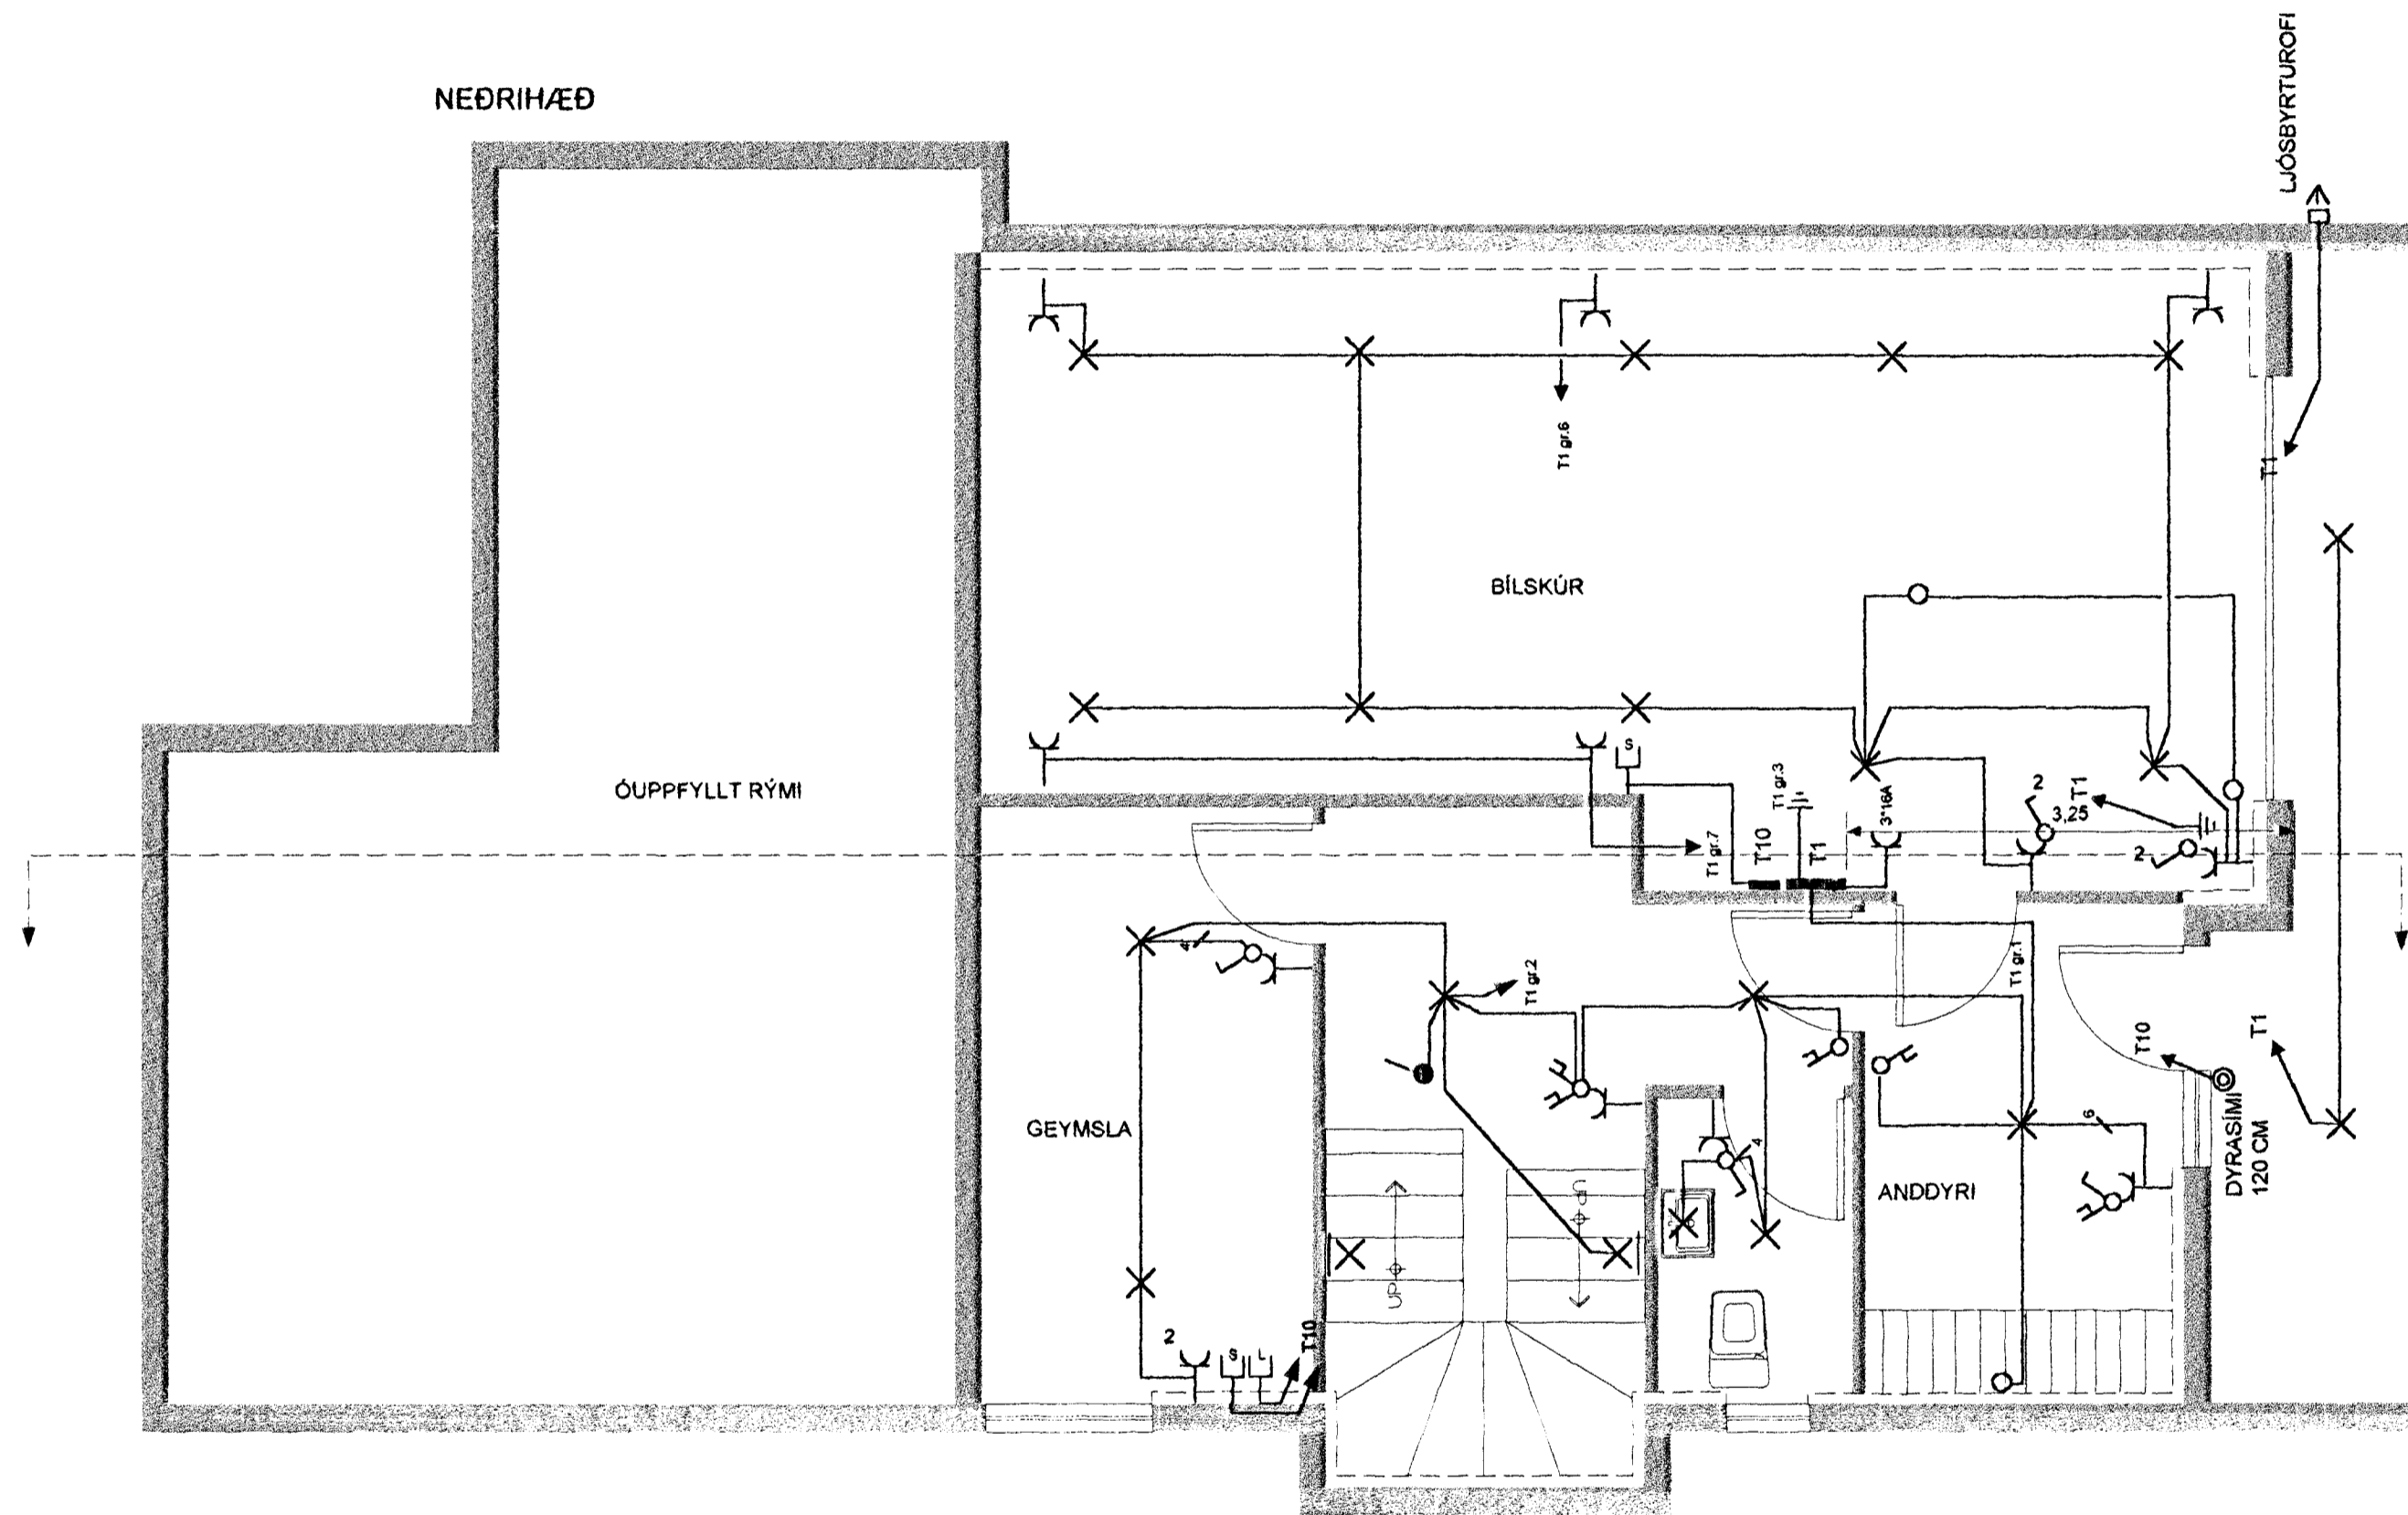 NEÐRIHÆÐ
LJÓSBYRTUROFI
T1 gr.6
T1
BÍLSKÚR
ÓUPPFYLLT RÝMI
S
T1 gr.3
3*16A
2
3,25
T1
T1 gr.7
T10
T1
2
4
T1 gr.2
T1 gr.1
T10
T1
GEYMSLA
4
6
DYRASÍMI
120 CM
ANDDYRI
UP
dn
2
S
L
T10